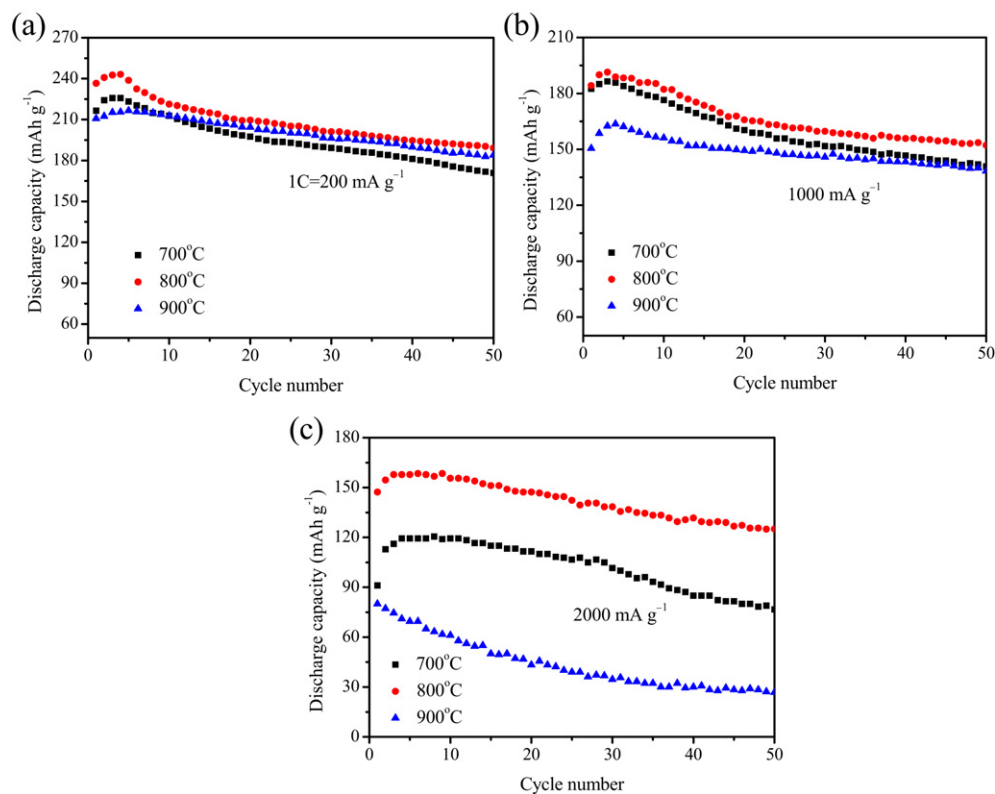 (a)
270
240
210
180
150
120
90
60
Discharge capacity (mAh g⁻¹)
1C=200 mA g⁻¹
700°C
800°C
900°C
0 10 20 30 40 50
Cycle number
(b)
210
180
150
120
90
60
Discharge capacity (mAh g⁻¹)
1000 mA g⁻¹
700°C
800°C
900°C
0 10 20 30 40 50
Cycle number
(c)
180
150
120
90
60
30
0
Discharge capacity (mAh g⁻¹)
2000 mA g⁻¹
700°C
800°C
900°C
0 10 20 30 40 50
Cycle number